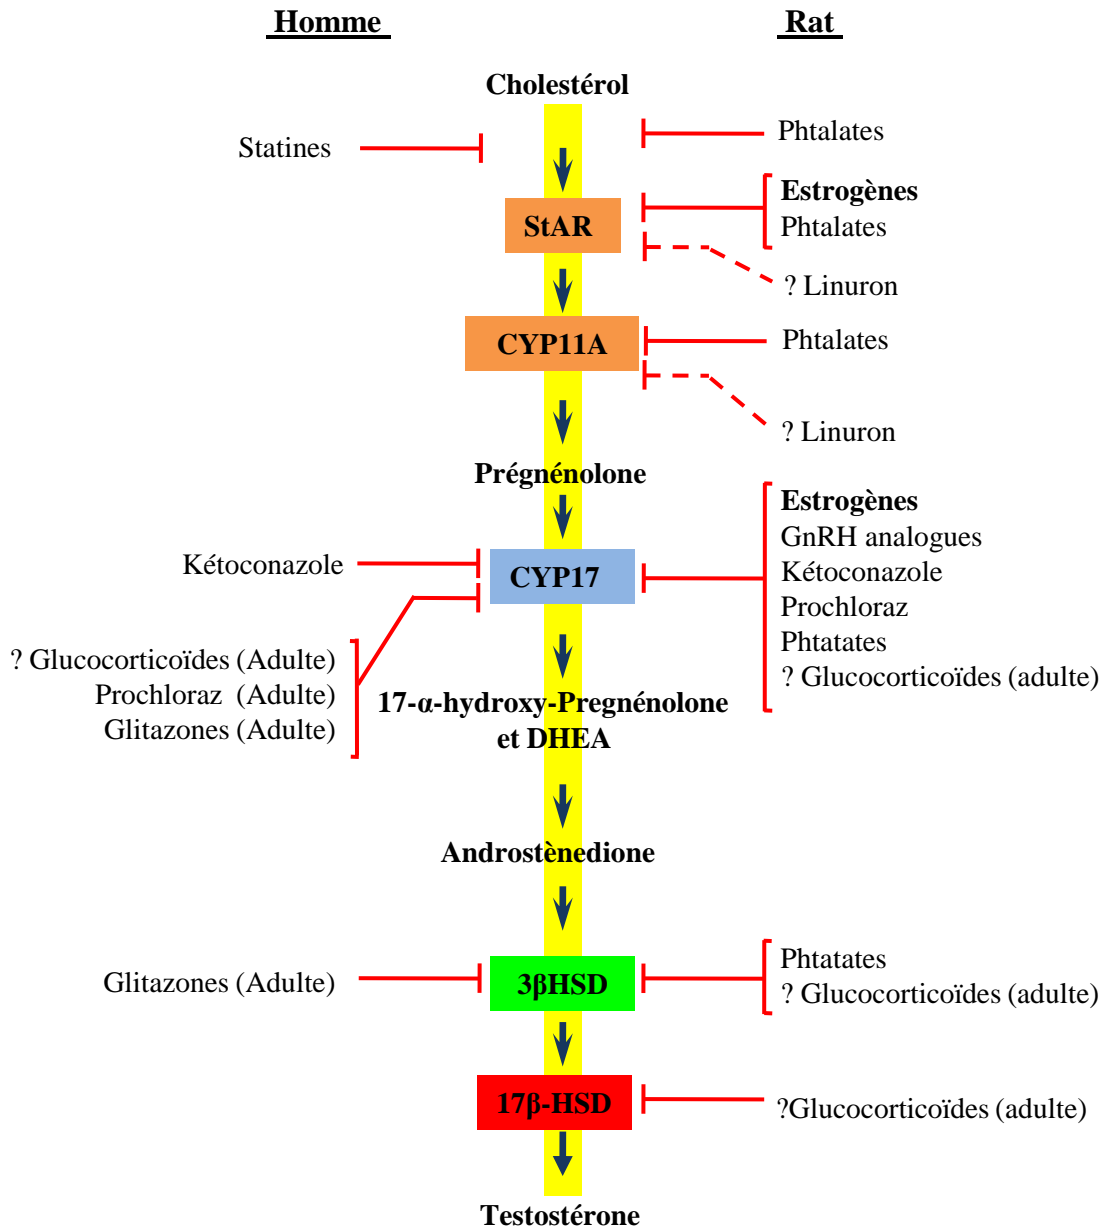 Homme
Rat
Cholestérol
Statines
Phtalates
Estrogènes
Phtalates
StAR
? Linuron
CYP11A
Phtalates
? Linuron
Prégnénolone
Estrogènes
GnRH analogues
Kétoconazole
Prochloraz
Phtatates
? Glucocorticoïdes (adulte)
Kétoconazole
CYP17
? Glucocorticoïdes (Adulte)
Prochloraz (Adulte)
Glitazones (Adulte)
17-α-hydroxy-Pregnénolone
et DHEA
Androstènedione
Glitazones (Adulte)
3βHSD
Phtatates
? Glucocorticoïdes (adulte)
17β-HSD
?Glucocorticoïdes (adulte)
Testostérone